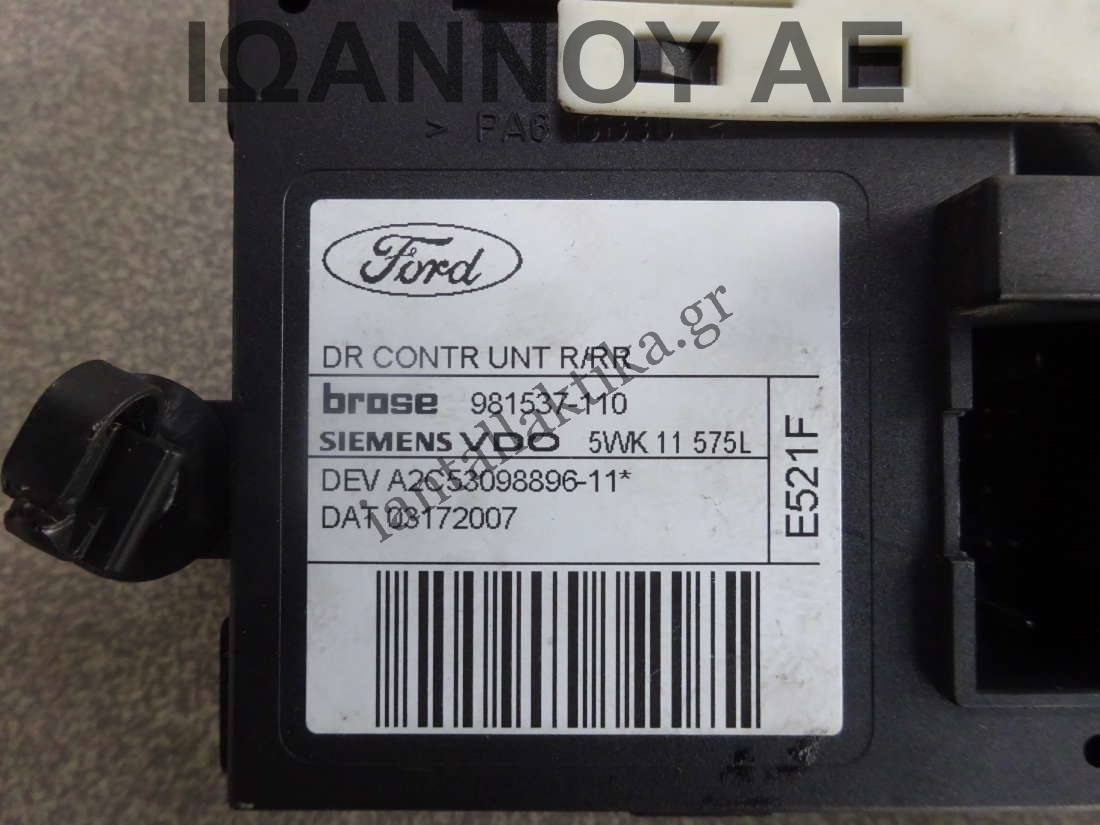 ΙΩΑΝΝΟΥ ΑΕ
> PA6
Ford
DR CONTR UNT R/RR
brose 981537-110
SIEMENS VDO 5WK 11 575L
DEV A2C53098896-11*
DAT 03172007
E521F
iantallaktika.gr